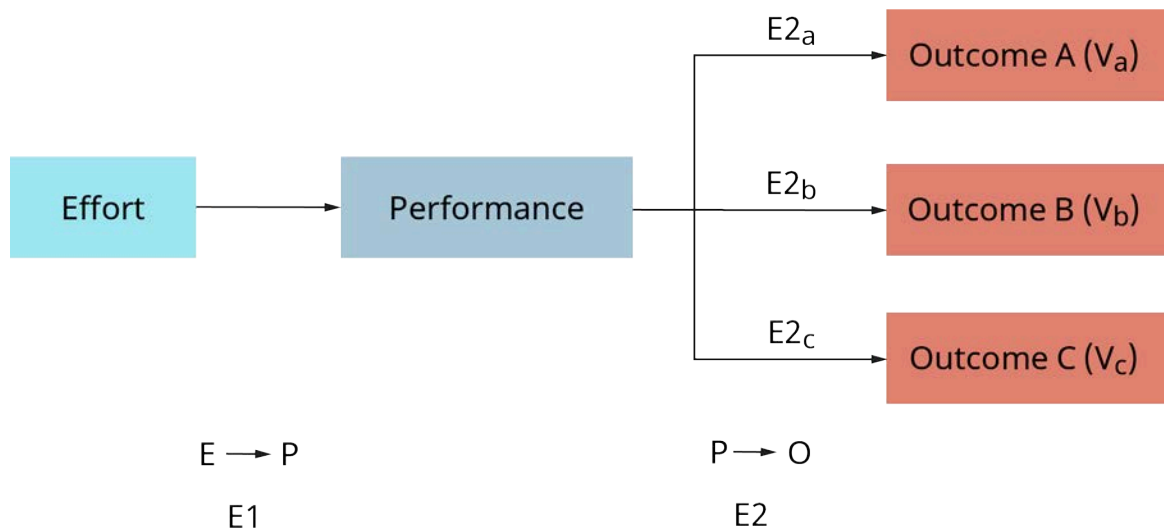 E2a
Outcome A (Va)
Effort
Performance
E2b
Outcome B (Vb)
E2c
Outcome C (Vc)
E → P
P → O
E1
E2